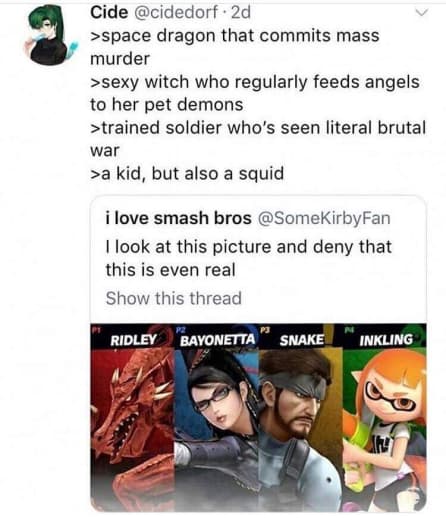 Cide @cidedorf · 2d
>space dragon that commits mass
murder
>sexy witch who regularly feeds angels
to her pet demons
>trained soldier who's seen literal brutal
war
>a kid, but also a squid
i love smash bros @SomeKirbyFan
I look at this picture and deny that
this is even real
Show this thread
P1 RIDLEY P2 BAYONETTA P3 SNAKE P4 INKLING